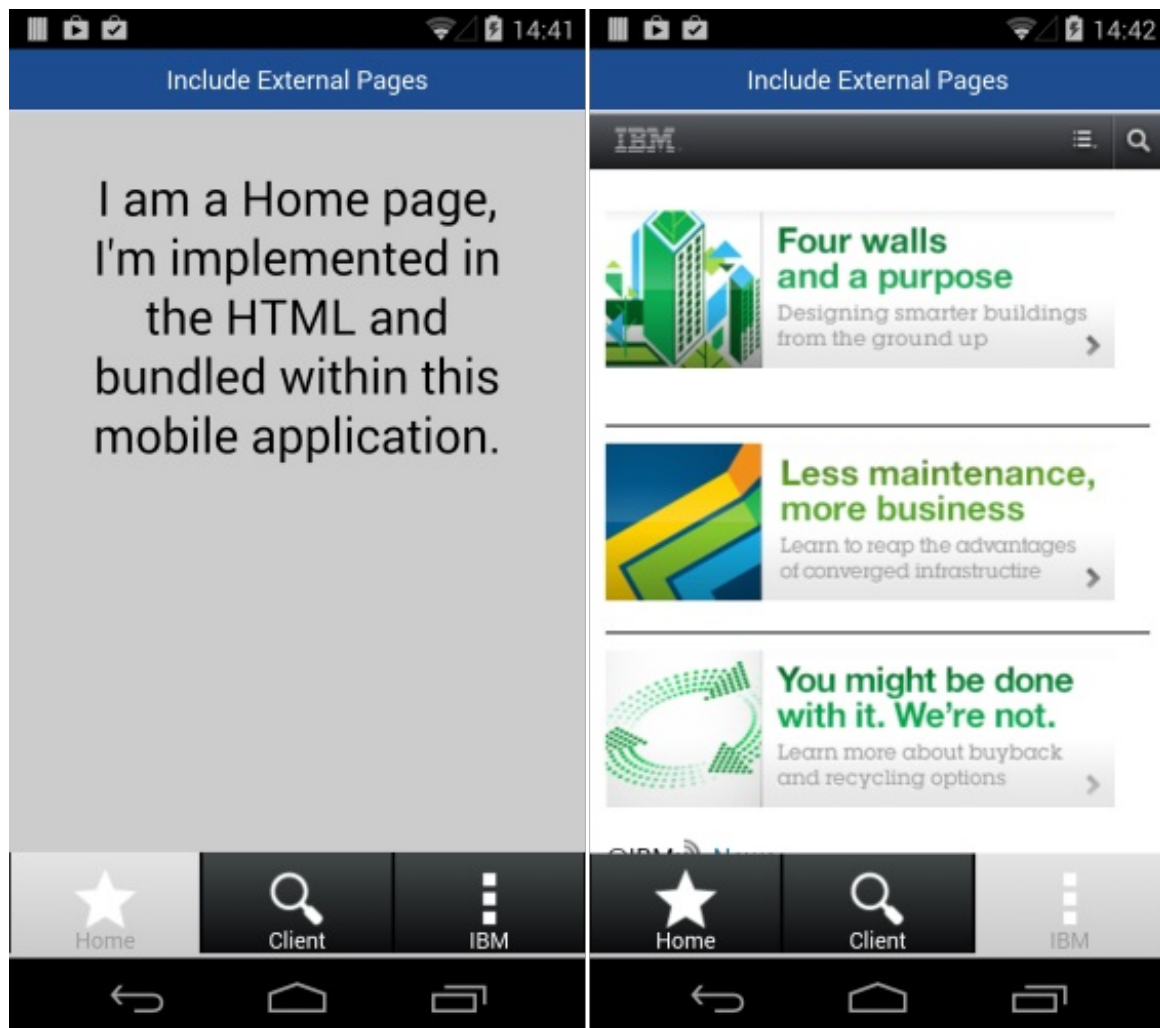 14:41
Include External Pages
I am a Home page,
I'm implemented in
the HTML and
bundled within this
mobile application.
Home
Client
IBM
14:42
Include External Pages
IBM
Four walls
and a purpose
Designing smarter buildings
from the ground up
Less maintenance,
more business
Learn to reap the advantages
of converged infrastructire
You might be done
with it. We're not.
Learn more about buyback
and recycling options
Home
Client
IBM